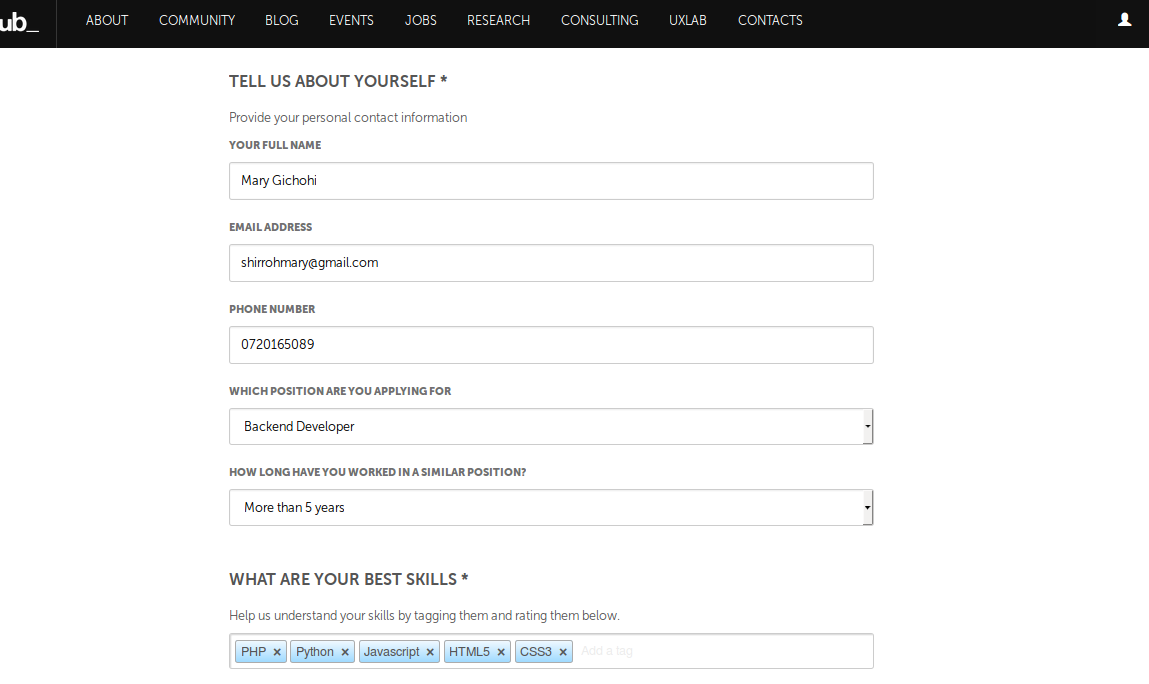 ub_ ABOUT COMMUNITY BLOG EVENTS JOBS RESEARCH CONSULTING UXLAB CONTACTS
TELL US ABOUT YOURSELF *
Provide your personal contact information
YOUR FULL NAME
Mary Gichohi
EMAIL ADDRESS
shirrohmary@gmail.com
PHONE NUMBER
0720165089
WHICH POSITION ARE YOU APPLYING FOR
Backend Developer
HOW LONG HAVE YOU WORKED IN A SIMILAR POSITION?
More than 5 years
WHAT ARE YOUR BEST SKILLS *
Help us understand your skills by tagging them and rating them below.
PHP × Python × Javascript × HTML5 × CSS3 × Add a tag